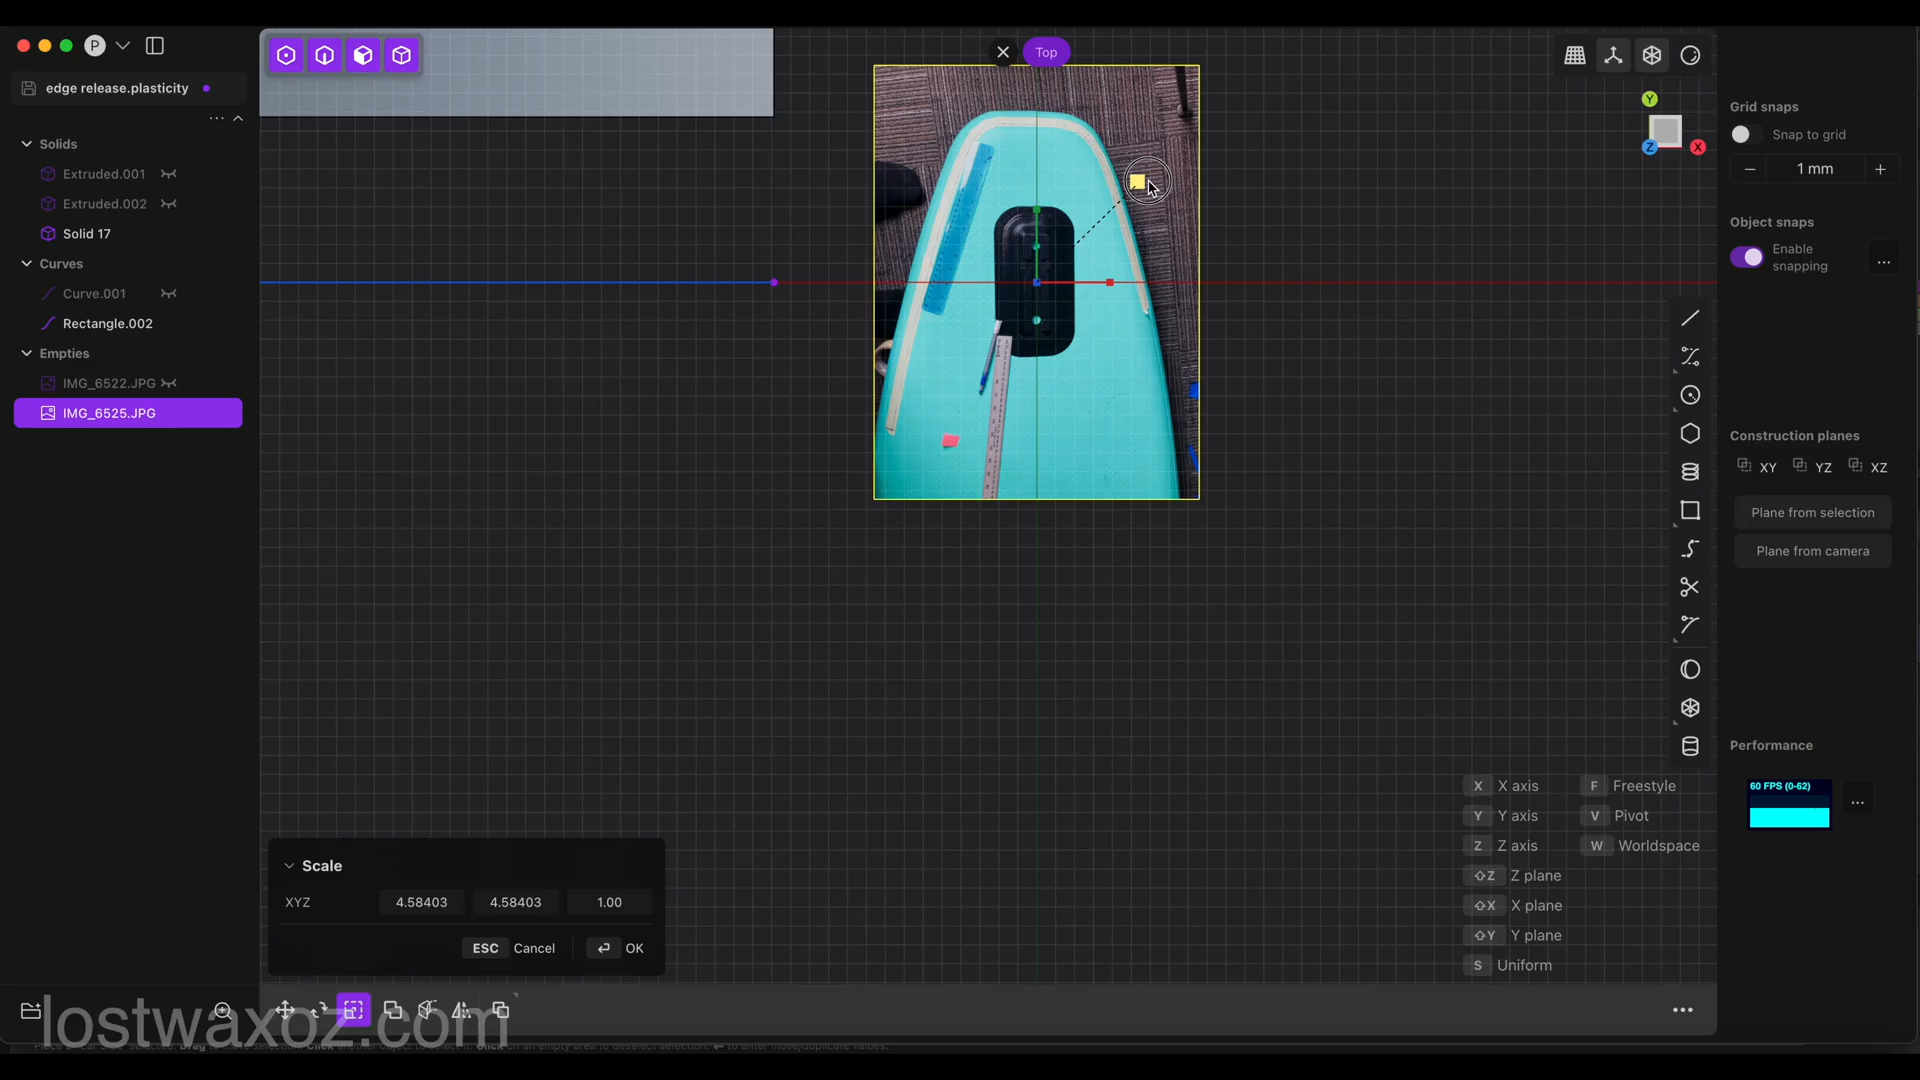 P
Top
edge release.plasticity
Solids
Extruded.001
Extruded.002
Solid 17
Curves
Curve.001
Rectangle.002
Empties
IMG_6522.JPG
IMG_6525.JPG
Y
Z
X
Grid snaps
Snap to grid
1 mm
Object snaps
Enable
snapping
Construction planes
XY
YZ
XZ
Plane from selection
Plane from camera
Performance
60 FPS (0-62)
X X axis
F Freestyle
Y Y axis
V Pivot
Z Z axis
W Worldspace
⇧Z Z plane
⇧X X plane
⇧Y Y plane
S Uniform
Scale
XYZ 4.58403 4.58403 1.00
ESC Cancel
OK
lostwaxoz.com